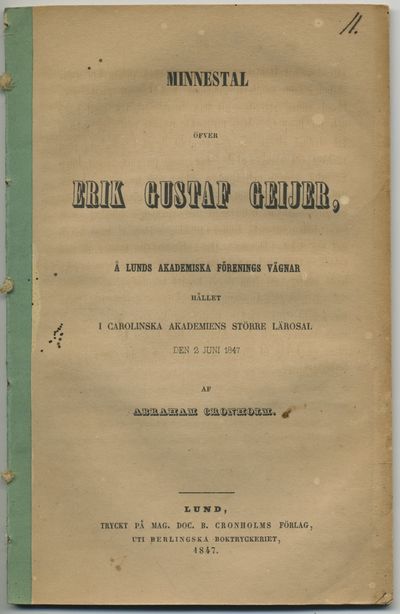 11.
MINNESTAL
ÖFVER
ERIK GUSTAF GEIJER,
Å LUNDS AKADEMISKA FÖRENINGS VÄGNAR
HÅLLET
I CAROLINSKA AKADEMIENS STÖRRE LÄROSAL
DEN 2 JUNI 1847
AF
ABRAHAM CRONHOLM.
LUND,
TRYCKT PÅ MAG. DOC. B. CRONHOLMS FÖRLAG,
UTI BERLINGSKA BOKTRYCKERIET,
1847.